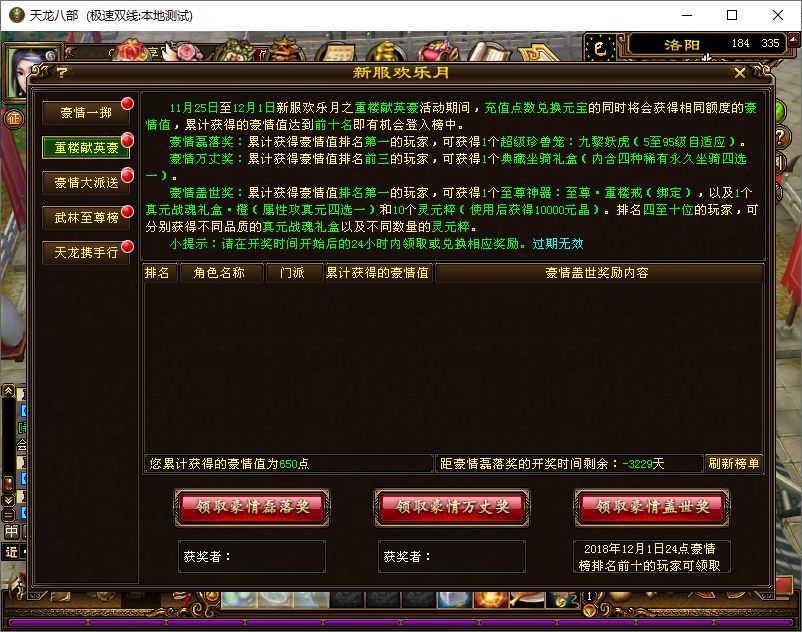 天龙八部 (极速双线:本地测试)
洛阳 184 335
新服欢乐月
豪情一掷
重楼献英豪
豪情大派送
武林至尊榜
天龙携手行
11月25日至12月1日新服欢乐月之重楼献英豪活动期间，充值点数兑换元宝的同时将会获得相同额度的豪
情值，累计获得的豪情值达到前十名即有机会登入榜中。
豪情磊落奖：累计获得豪情值排名第一的玩家，可获得1个超级珍兽笼：九黎妖虎（5至95级自适应）。
豪情万丈奖：累计获得豪情值排名前三的玩家，可获得1个典藏坐骑礼盒（内含四种稀有永久坐骑四选
一）。
豪情盖世奖：累计获得豪情值排名第一的玩家，可获得1个至尊神器：至尊·重楼戒（绑定），以及1个
真元战魂礼盒·橙（属性攻真元四选一）和10个灵元粹（使用后获得10000元晶）。排名四至十位的玩家，可
分别获得不同品质的真元战魂礼盒以及不同数量的灵元粹。
小提示：请在开奖时间开始后的24小时内领取或兑换相应奖励。过期无效
排名 角色名称 门派 累计获得的豪情值 豪情盖世奖励内容
您累计获得的豪情值为650点
距豪情磊落奖的开奖时间剩余：-3229天
刷新榜单
领取豪情磊落奖 领取豪情万丈奖 领取豪情盖世奖
获奖者： 获奖者： 2018年12月1日24点豪情
榜排名前十的玩家可领取
近
1